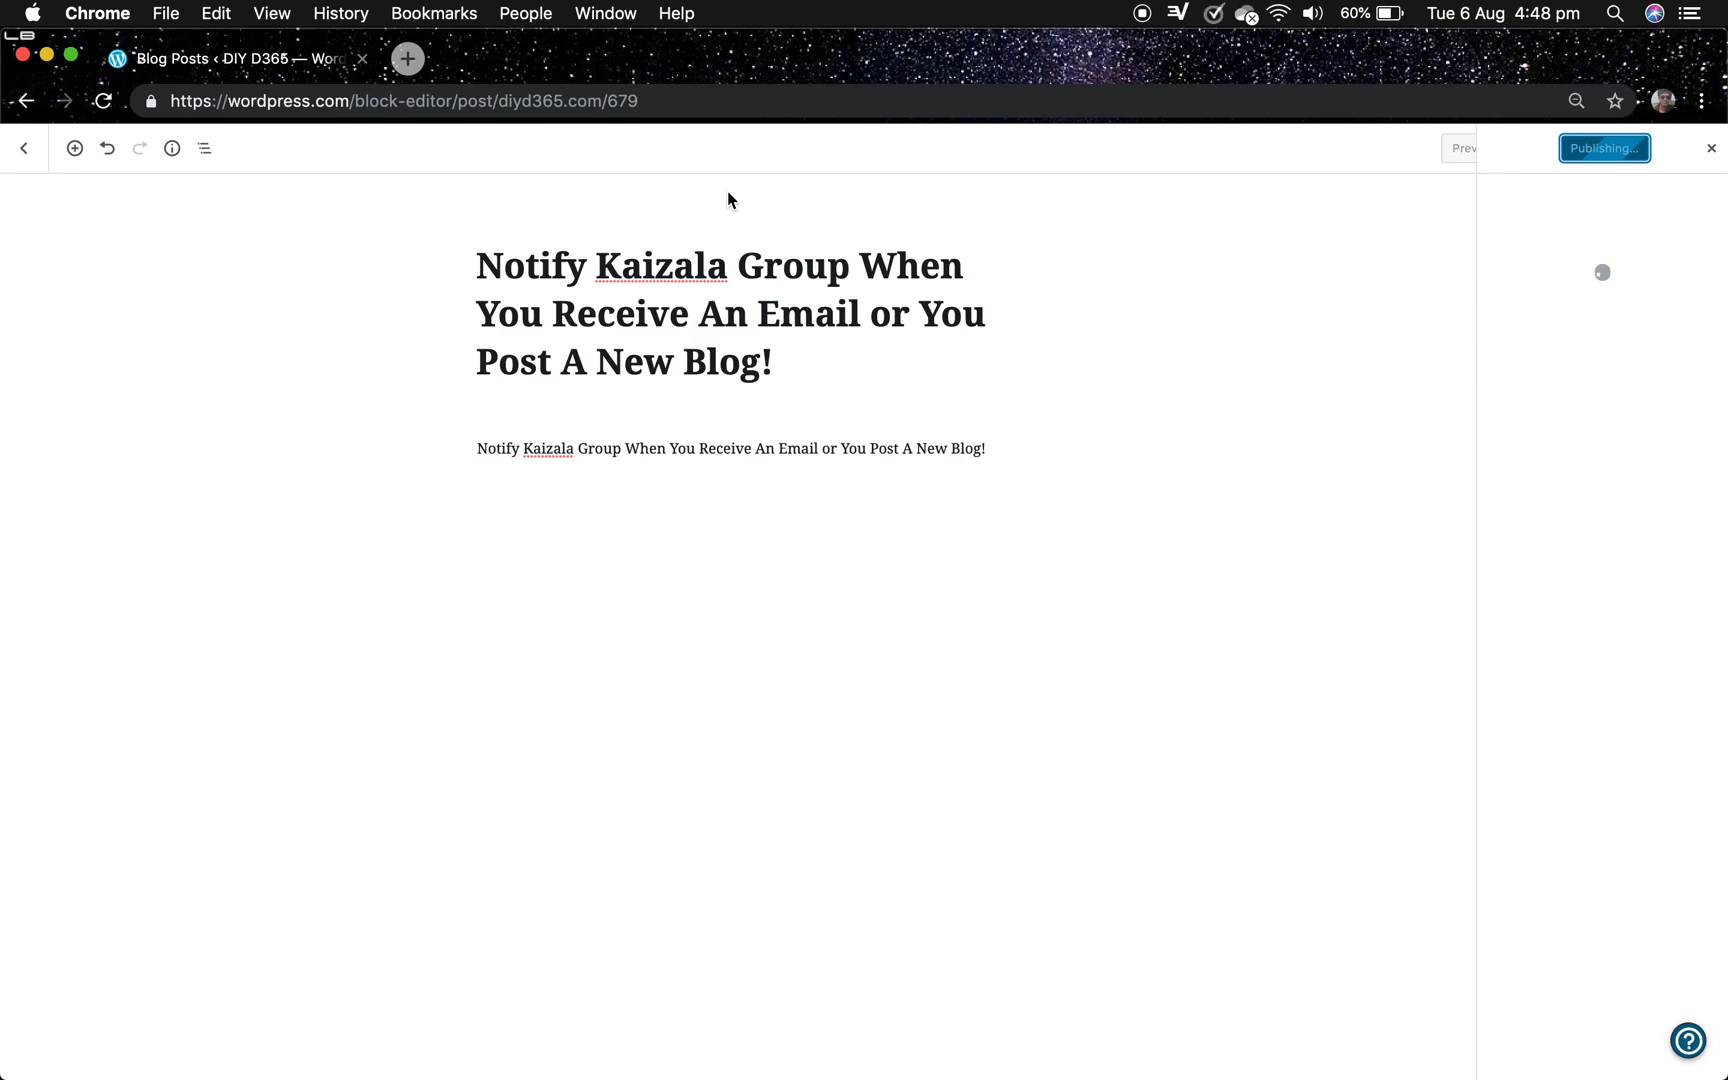 Chrome File Edit View History Bookmarks People Window Help 60% Tue 6 Aug 4:48 pm
Blog Posts ‹ DIY D365 — Wor
https://wordpress.com/block-editor/post/diyd365.com/679
Prev Publishing...
Notify Kaizala Group When
You Receive An Email or You
Post A New Blog!
Notify Kaizala Group When You Receive An Email or You Post A New Blog!